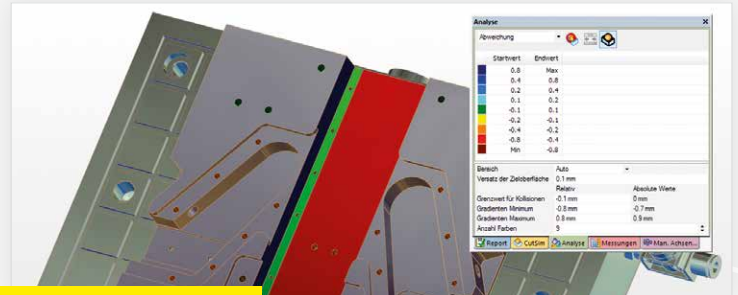 Analyse
Abweichung
Startwert Endwert
0.8 Max
0.4 0.8
0.2 0.4
0.1 0.2
-0.1 0.1
-0.2 -0.1
-0.4 -0.2
-0.8 -0.4
Min -0.8
Bereich Auto
Versatz der Zieloberfläche 0.1 mm
Relativ Absolute Werte
Grenzwert für Kollisionen -0.1 mm 0 mm
Gradienten Minimum -0.8 mm -0.7 mm
Gradienten Maximum 0.8 mm 0.9 mm
Anzahl Farben 9
Report CutSim Analyse Messungen Man. Achsen...